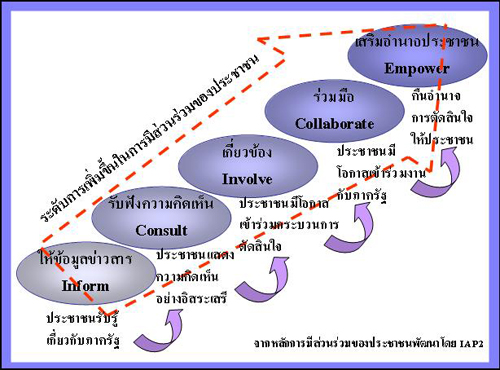 ระดับการเพิ่มขึ้นในการมีส่วนร่วมของประชาชน
เสริมอำนาจประชาชน
Empower
คืนอำนาจ
การตัดสินใจ
ให้ประชาชน
ร่วมมือ
Collaborate
ประชาชนมี
โอกาสเข้าร่วมงาน
กับภาครัฐ
เกี่ยวข้อง
Involve
ประชาชนมีโอกาส
เข้าร่วมกระบวนการ
ตัดสินใจ
รับฟังความคิดเห็น
Consult
ประชาชนแสดง
ความคิดเห็น
อย่างอิสระเสรี
ให้ข้อมูลข่าวสาร
Inform
ประชาชนรับรู้
เกี่ยวกับภาครัฐ
จากหลักการมีส่วนร่วมของประชาชนพัฒนาโดย IAP2